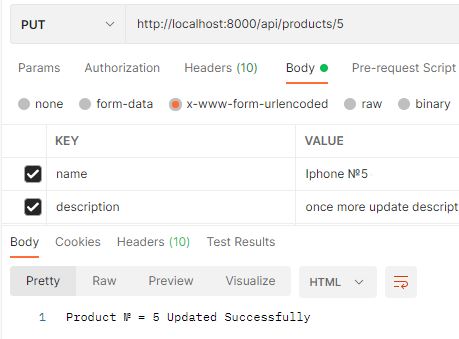 PUT http://localhost:8000/api/products/5
Params Authorization Headers (10) Body Pre-request Script
none form-data x-www-form-urlencoded raw binary
KEY VALUE
name Iphone №5
description once more update descript
Body Cookies Headers (10) Test Results
Pretty Raw Preview Visualize HTML
1 Product № = 5 Updated Successfully